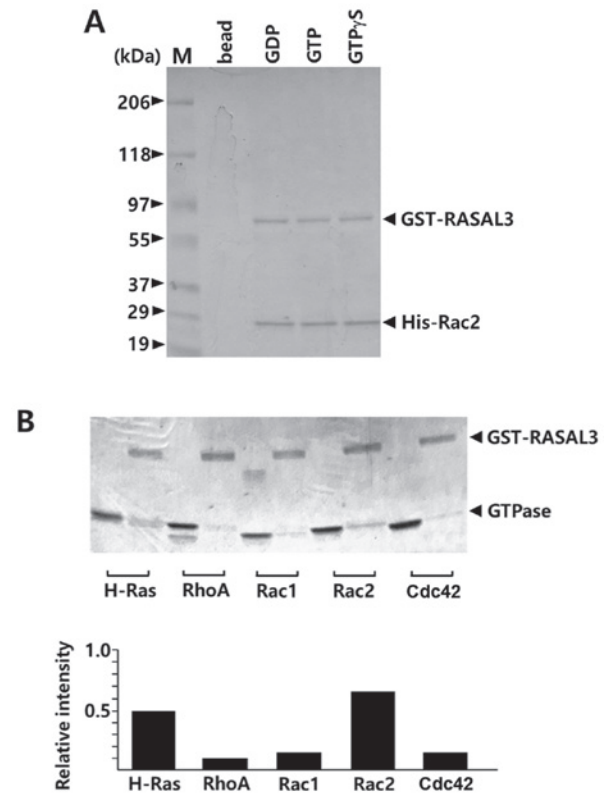 A
(kDa) M bead GDP GTP GTPγS
206
118
97
GST-RASAL3
55
37
29
His-Rac2
19
B
GST-RASAL3
GTPase
H-Ras RhoA Rac1 Rac2 Cdc42
Relative intensity
1.0
0.5
H-Ras RhoA Rac1 Rac2 Cdc42